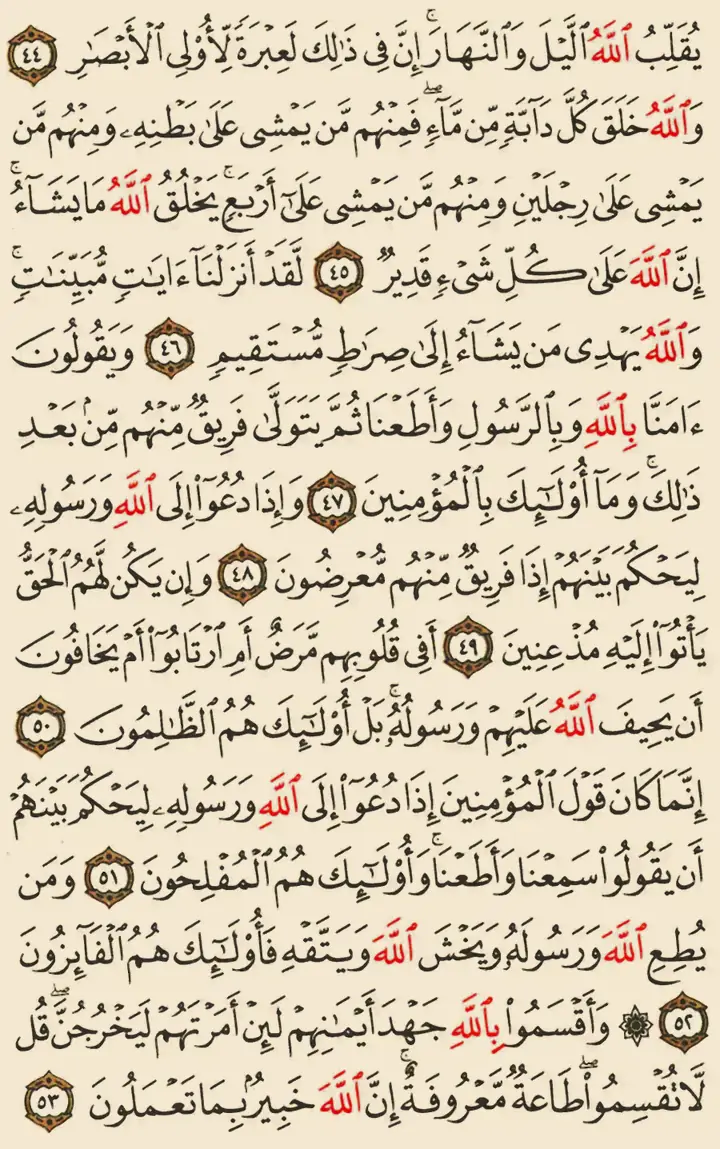 يُقَلِّبُ ٱللَّهُ ٱلَّيْلَ وَٱلنَّهَارَۚ إِنَّ فِى ذَٰلِكَ لَعِبْرَةً لِّأُو۟لِى ٱلْأَبْصَـٰرِ ٤٤
وَٱللَّهُ خَلَقَ كُلَّ دَآبَّةٍ مِّن مَّآءٍۖ فَمِنْهُم مَّن يَمْشِى عَلَىٰ بَطْنِهِۦ وَمِنْهُم مَّن
يَمْشِى عَلَىٰ رِجْلَيْنِ وَمِنْهُم مَّن يَمْشِى عَلَىٰٓ أَرْبَعٍۚ يَخْلُقُ ٱللَّهُ مَا يَشَآءُۚ
إِنَّ ٱللَّهَ عَلَىٰ كُلِّ شَىْءٍ قَدِيرٌ ٤٥ لَّقَدْ أَنزَلْنَآ ءَايَـٰتٍ مُّبَيِّنَـٰتٍۚ
وَٱللَّهُ يَهْدِى مَن يَشَآءُ إِلَىٰ صِرَٰطٍ مُّسْتَقِيمٍ ٤٦ وَيَقُولُونَ
ءَامَنَّا بِٱللَّهِ وَبِٱلرَّسُولِ وَأَطَعْنَا ثُمَّ يَتَوَلَّىٰ فَرِيقٌ مِّنْهُم مِّنۢ بَعْدِ
ذَٰلِكَۚ وَمَآ أُو۟لَـٰٓئِكَ بِٱلْمُؤْمِنِينَ ٤٧ وَإِذَا دُعُوٓا۟ إِلَى ٱللَّهِ وَرَسُولِهِۦ
لِيَحْكُمَ بَيْنَهُمْ إِذَا فَرِيقٌ مِّنْهُم مُّعْرِضُونَ ٤٨ وَإِن يَكُن لَّهُمُ ٱلْحَقُّ
يَأْتُوٓا۟ إِلَيْهِ مُذْعِنِينَ ٤٩ أَفِى قُلُوبِهِم مَّرَضٌ أَمِ ٱرْتَابُوٓا۟ أَمْ يَخَافُونَ
أَن يَحِيفَ ٱللَّهُ عَلَيْهِمْ وَرَسُولُهُۥۚ بَلْ أُو۟لَـٰٓئِكَ هُمُ ٱلظَّـٰلِمُونَ ٥٠
إِنَّمَا كَانَ قَوْلَ ٱلْمُؤْمِنِينَ إِذَا دُعُوٓا۟ إِلَى ٱللَّهِ وَرَسُولِهِۦ لِيَحْكُمَ بَيْنَهُمْ
أَن يَقُولُوا۟ سَمِعْنَا وَأَطَعْنَاۚ وَأُو۟لَـٰٓئِكَ هُمُ ٱلْمُفْلِحُونَ ٥١ وَمَن
يُطِعِ ٱللَّهَ وَرَسُولَهُۥ وَيَخْشَ ٱللَّهَ وَيَتَّقْهِ فَأُو۟لَـٰٓئِكَ هُمُ ٱلْفَآئِزُونَ
٥٢ ۞ وَأَقْسَمُوا۟ بِٱللَّهِ جَهْدَ أَيْمَـٰنِهِمْ لَئِنْ أَمَرْتَهُمْ لَيَخْرُجُنَّۖ قُل
لَّا تُقْسِمُوا۟ۖ طَاعَةٌ مَّعْرُوفَةٌۚ إِنَّ ٱللَّهَ خَبِيرٌۢ بِمَا تَعْمَلُونَ ٥٣